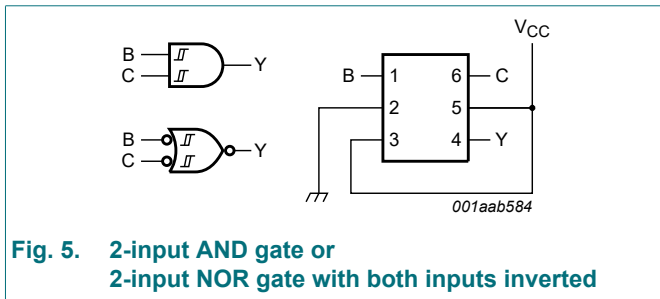 B
C
Y
B
C
Y
VCC
B 1 6 C
2 5
3 4 Y
001aab584
Fig. 5. 2-input AND gate or
2-input NOR gate with both inputs inverted